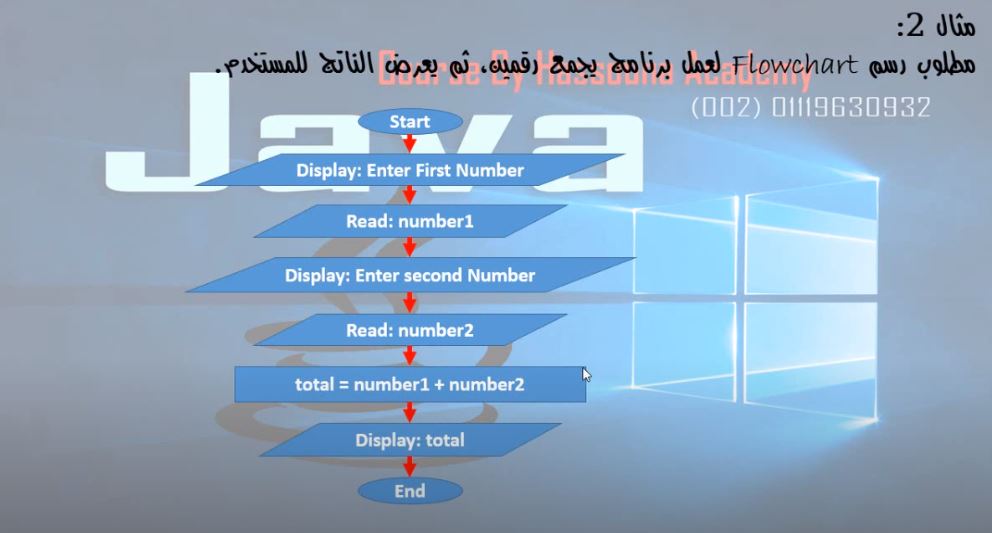 مثال 2:
مطلوب رسم Flowchart لعمل برنامج يجمع رقمين، ثم يعرض الناتج للمستخدم.
Course By Hassouna Academy
(002) 01119630932
Java
Start
Display: Enter First Number
Read: number1
Display: Enter second Number
Read: number2
total = number1 + number2
Display: total
End